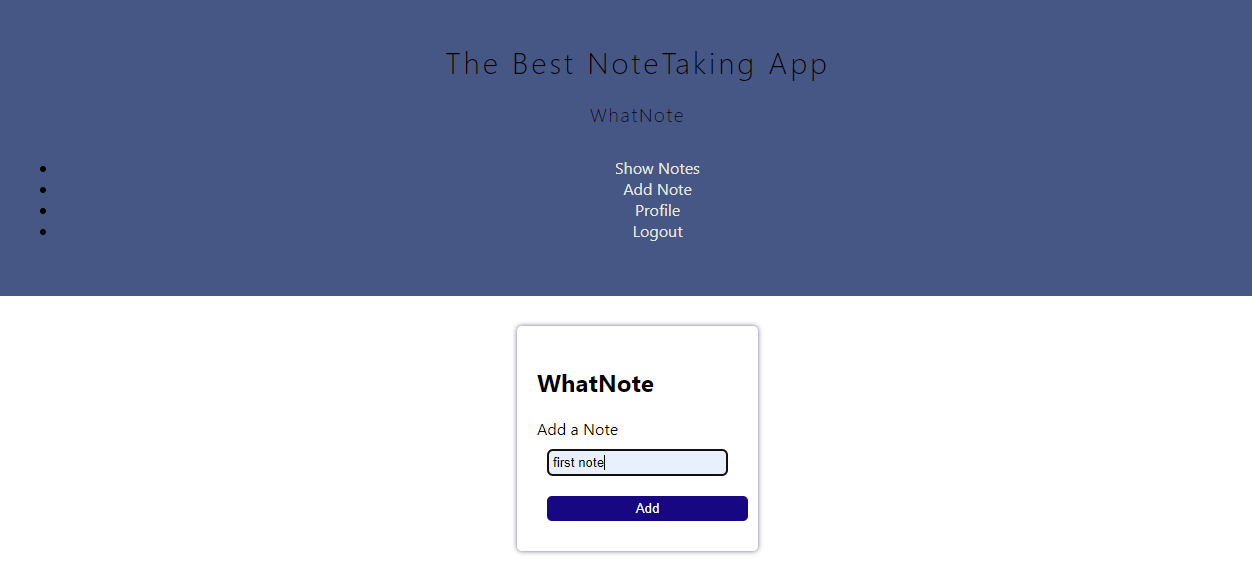 The Best NoteTaking App
WhatNote
Show Notes
Add Note
Profile
Logout
WhatNote
Add a Note
first note
Add